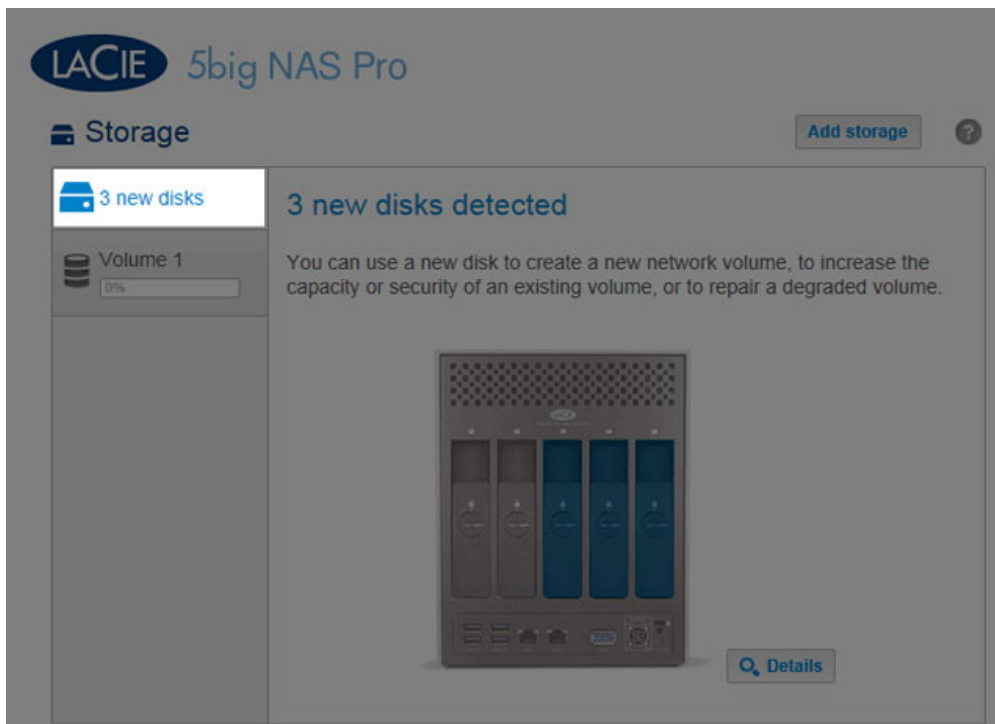 LACIE 5big NAS Pro
Storage
Add storage
?
3 new disks
Volume 1
0%
3 new disks detected
You can use a new disk to create a new network volume, to increase the
capacity or security of an existing volume, or to repair a degraded volume.
LACIE
Details